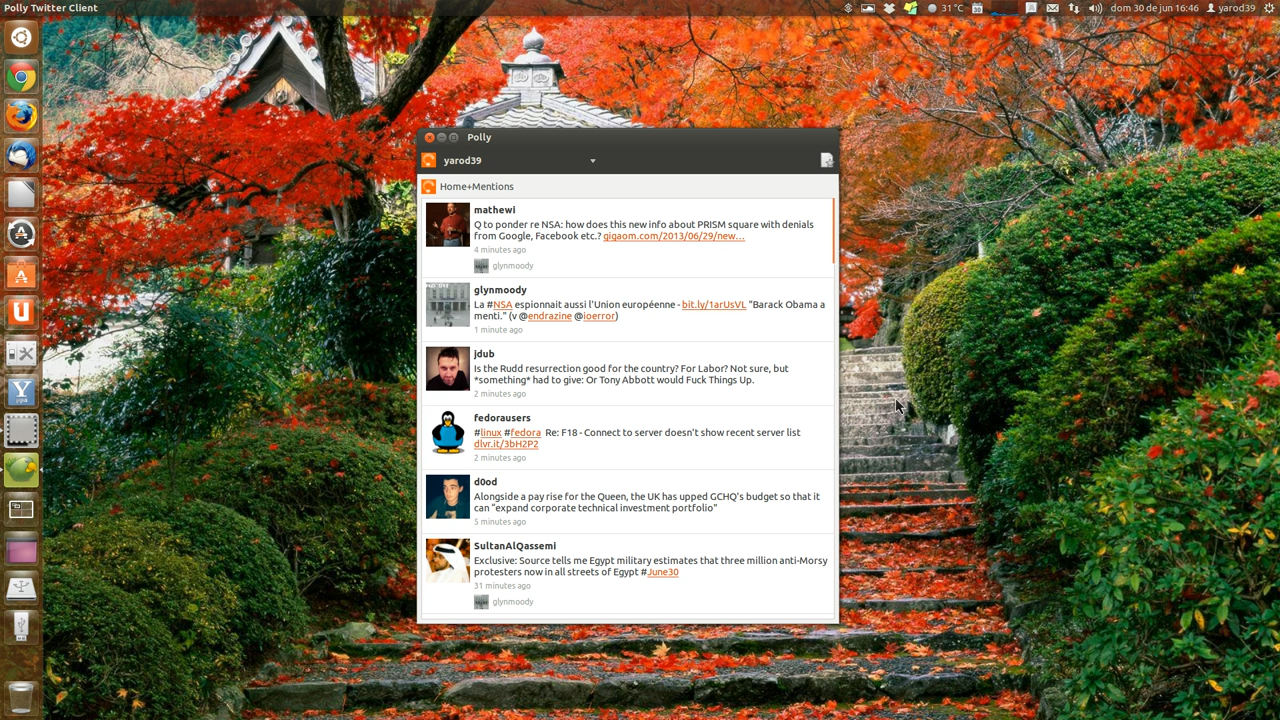 Polly Twitter Client
31 °C
30
dom 30 de jun 16:46
yarod39
Polly
yarod39
Home+Mentions
mathewi
Q to ponder re NSA: how does this new info about PRISM square with denials
from Google, Facebook etc.? gigaom.com/2013/06/29/new…
4 minutes ago
glynmoody
glynmoody
La #NSA espionnait aussi l'Union européenne - bit.ly/1arUsVL "Barack Obama a
menti." (v @endrazine @ioerror)
1 minute ago
jdub
Is the Rudd resurrection good for the country? For Labor? Not sure, but
*something* had to give: Or Tony Abbott would Fuck Things Up.
2 minutes ago
fedorausers
#linux #fedora Re: F18 - Connect to server doesn't show recent server list
dlvr.it/3bH2P2
2 minutes ago
d0od
Alongside a pay rise for the Queen, the UK has upped GCHQ's budget so that it
can "expand corporate technical investment portfolio"
5 minutes ago
SultanAlQassemi
Exclusive: Source tells me Egypt military estimates that three million anti-Morsy
protesters now in all streets of Egypt #June30
31 minutes ago
glynmoody